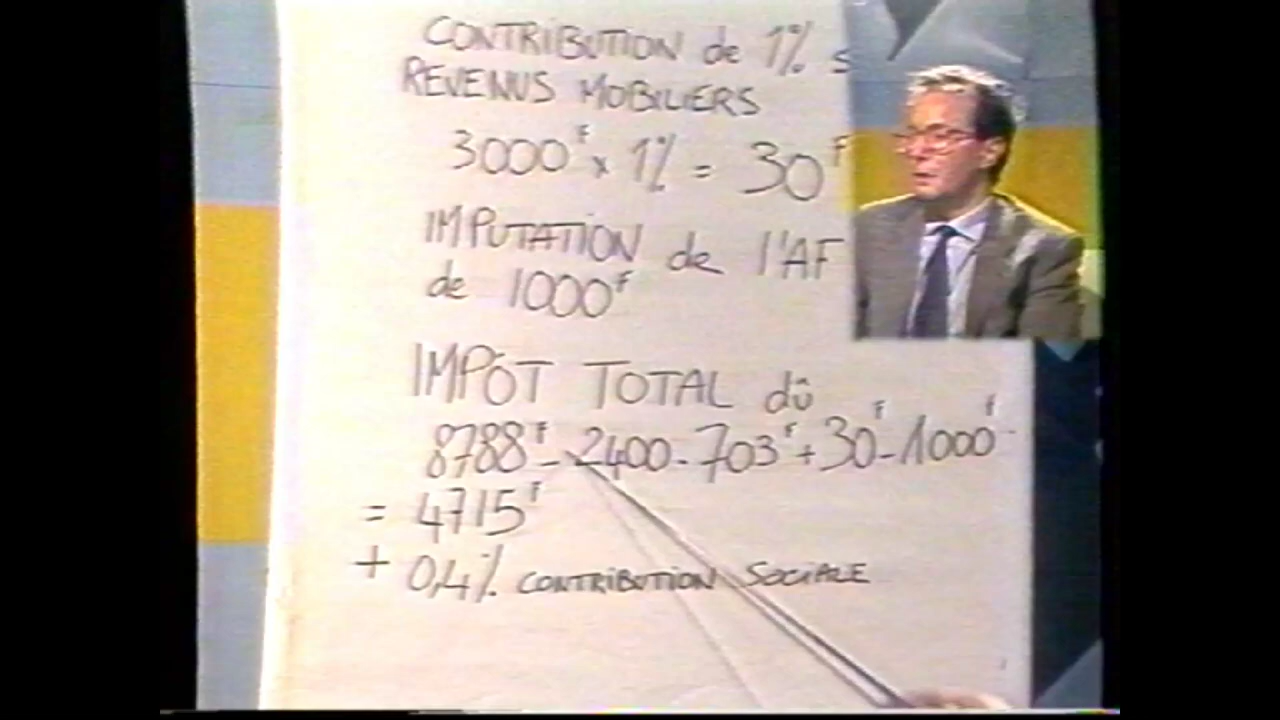 CONTRIBUTION de 1% s
REVENUS MOBILIERS
3000F x 1% = 30F
IMPUTATION de l'AF
de 1000F
IMPÔT TOTAL dû
8788F - 2400 - 703F + 30F - 1000F
= 4715F
+ 0,4% CONTRIBUTION SOCIALE